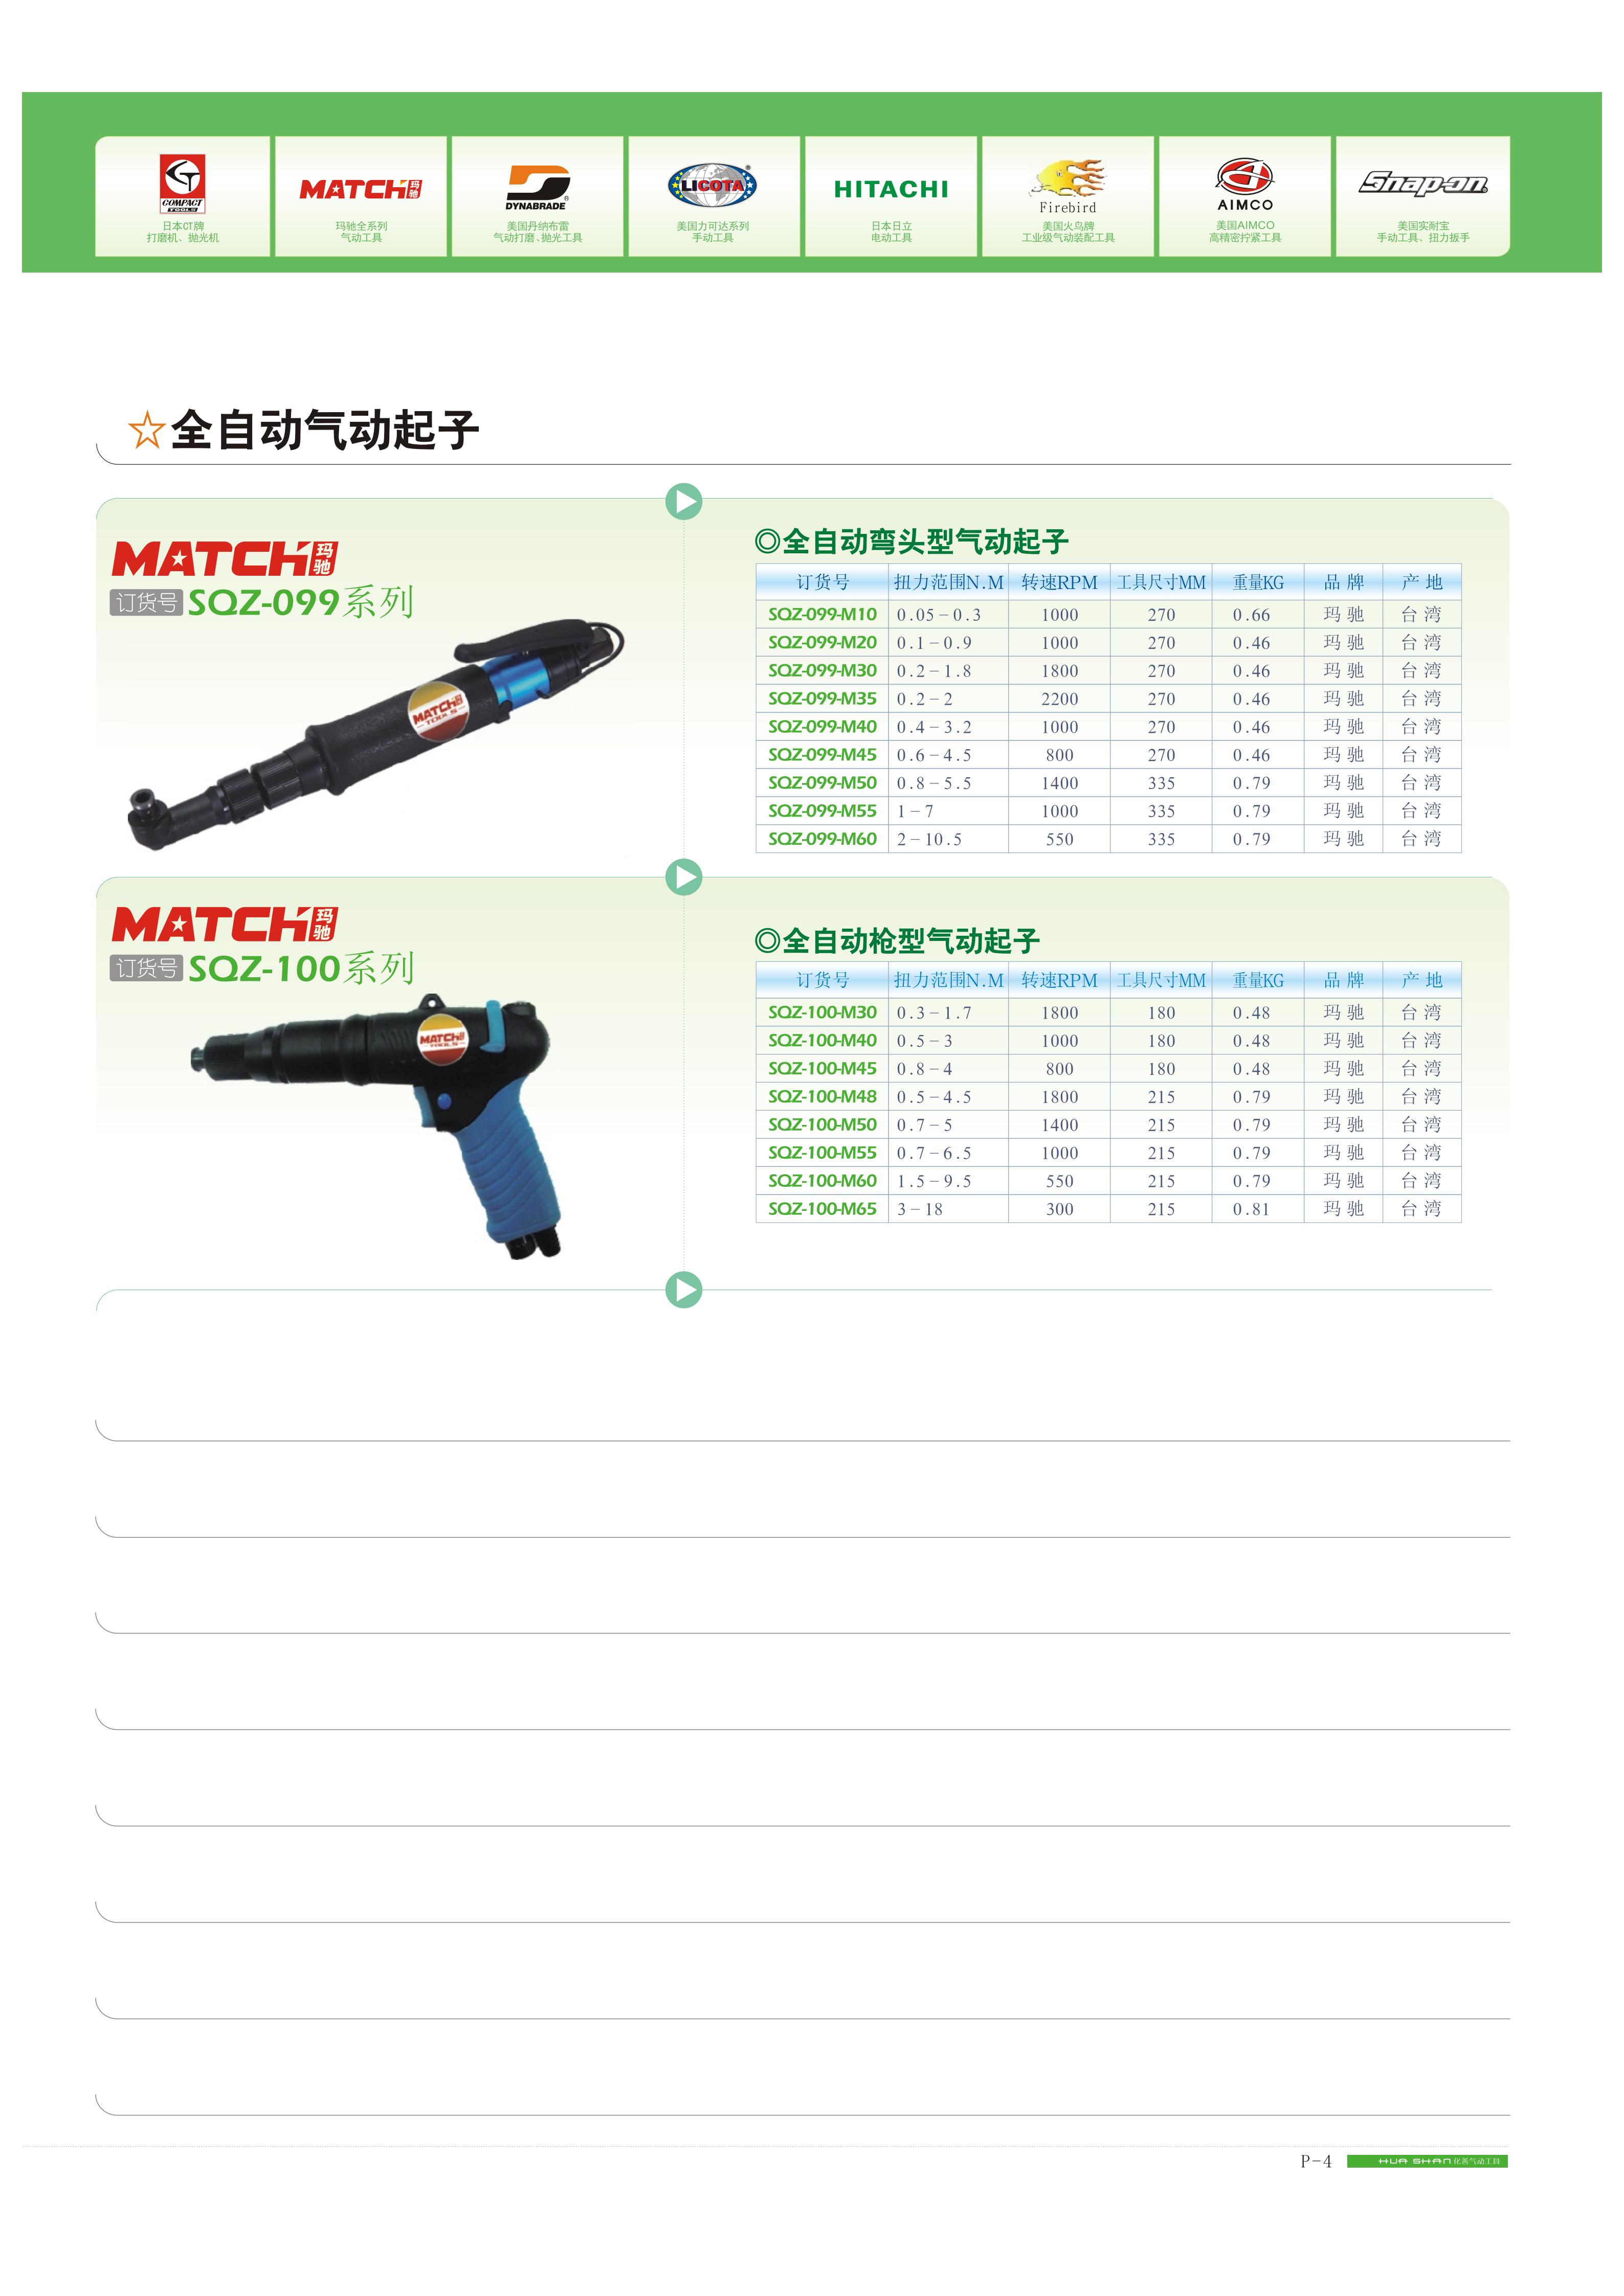 COMPACT
TOOLS
日本CT牌
打磨机、抛光机
MATCH 玛驰
玛驰全系列
气动工具
DYNABRADE®
美国丹纳布雷
气动打磨、抛光工具
LICOTA®
美国力可达系列
手动工具
HITACHI
日本日立
电动工具
Firebird
美国火鸟牌
工业级气动装配工具
AIMCO
美国AIMCO
高精密拧紧工具
Snap-on
美国实耐宝
手动工具、扭力扳手
☆全自动气动起子
MATCH 玛驰
订货号 SQZ-099系列
MATCH
TOOLS
◎全自动弯头型气动起子
订货号 扭力范围N.M 转速RPM 工具尺寸MM 重量KG 品 牌 产 地
SQZ-099-M10 0.05-0.3 1000 270 0.66 玛 驰 台 湾
SQZ-099-M20 0.1-0.9 1000 270 0.46 玛 驰 台 湾
SQZ-099-M30 0.2-1.8 1800 270 0.46 玛 驰 台 湾
SQZ-099-M35 0.2-2 2200 270 0.46 玛 驰 台 湾
SQZ-099-M40 0.4-3.2 1000 270 0.46 玛 驰 台 湾
SQZ-099-M45 0.6-4.5 800 270 0.46 玛 驰 台 湾
SQZ-099-M50 0.8-5.5 1400 335 0.79 玛 驰 台 湾
SQZ-099-M55 1-7 1000 335 0.79 玛 驰 台 湾
SQZ-099-M60 2-10.5 550 335 0.79 玛 驰 台 湾
MATCH 玛驰
订货号 SQZ-100系列
MATCH
TOOLS
◎全自动枪型气动起子
订货号 扭力范围N.M 转速RPM 工具尺寸MM 重量KG 品 牌 产 地
SQZ-100-M30 0.3-1.7 1800 180 0.48 玛 驰 台 湾
SQZ-100-M40 0.5-3 1000 180 0.48 玛 驰 台 湾
SQZ-100-M45 0.8-4 800 180 0.48 玛 驰 台 湾
SQZ-100-M48 0.5-4.5 1800 215 0.79 玛 驰 台 湾
SQZ-100-M50 0.7-5 1400 215 0.79 玛 驰 台 湾
SQZ-100-M55 0.7-6.5 1000 215 0.79 玛 驰 台 湾
SQZ-100-M60 1.5-9.5 550 215 0.79 玛 驰 台 湾
SQZ-100-M65 3-18 300 215 0.81 玛 驰 台 湾
P-4
HUA SHAN 化善气动工具